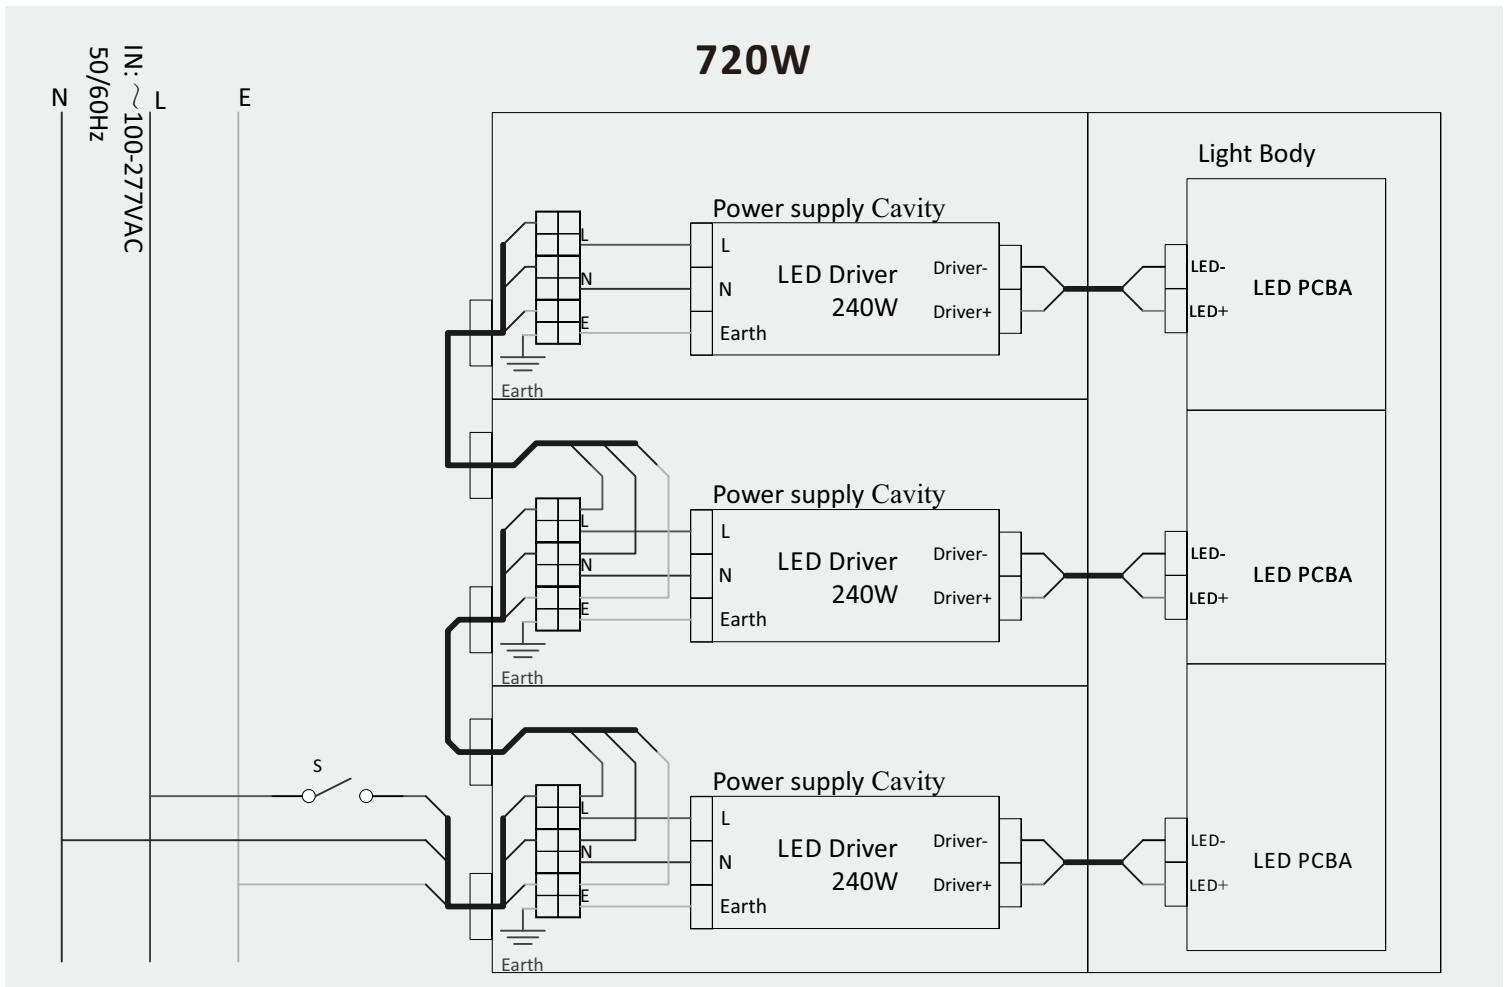 720W
IN: ～100-277VAC
50/60Hz
N
L
E
Light Body
Power supply Cavity
L
N
E
L
N
Earth
LED Driver
240W
Driver-
Driver+
LED-
LED+
LED PCBA
Earth
Power supply Cavity
L
N
E
L
N
Earth
LED Driver
240W
Driver-
Driver+
LED-
LED+
LED PCBA
Earth
S
Power supply Cavity
L
N
E
L
N
Earth
LED Driver
240W
Driver-
Driver+
LED-
LED+
LED PCBA
Earth